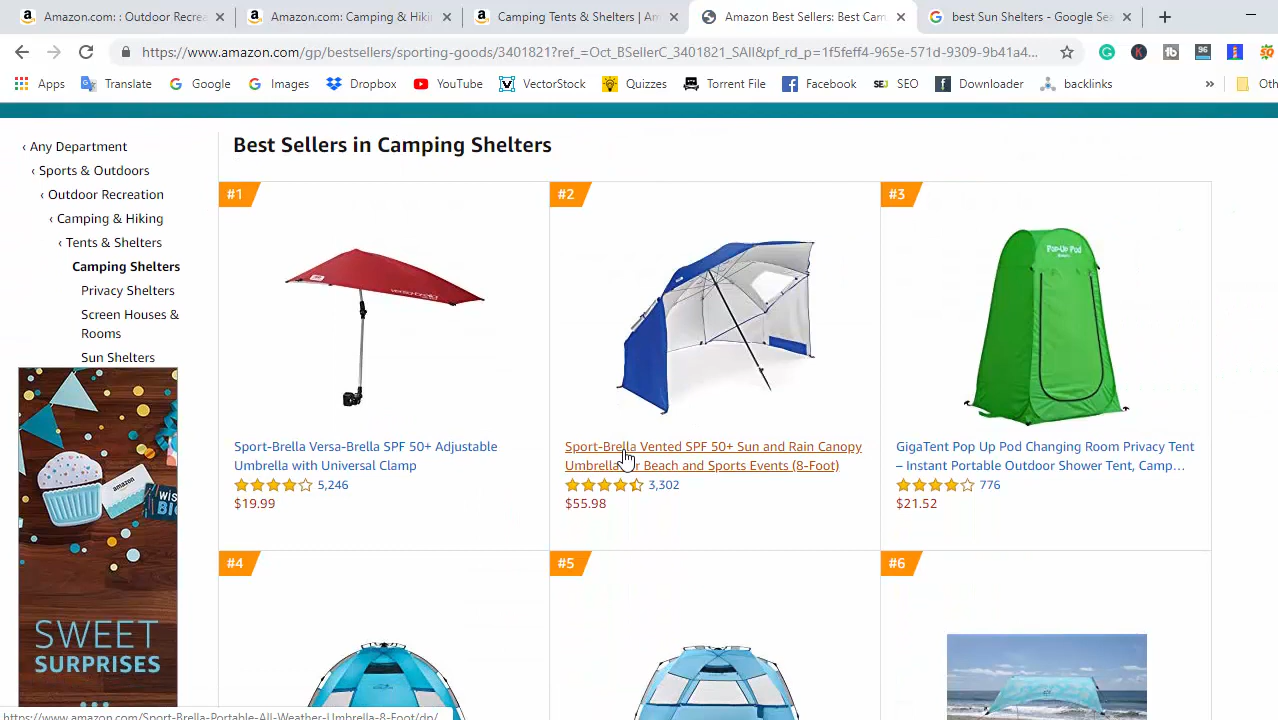 Amazon.com: : Outdoor Recrea
Amazon.com: Camping & Hiki
Camping Tents & Shelters | Am
Amazon Best Sellers: Best Cam
best Sun Shelters - Google Sea
https://www.amazon.com/gp/bestsellers/sporting-goods/3401821?ref_=Oct_BSellerC_3401821_SAll&pf_rd_p=1f5feff4-965e-571d-9309-9b41a4...
Apps Translate Google Images Dropbox YouTube VectorStock Quizzes Torrent File Facebook SEO Downloader backlinks » Oth
‹ Any Department
‹ Sports & Outdoors
‹ Outdoor Recreation
‹ Camping & Hiking
‹ Tents & Shelters
Camping Shelters
Privacy Shelters
Screen Houses &
Rooms
Sun Shelters
amazon
SWEET
SURPRISES
Best Sellers in Camping Shelters
#1
Sport-Brella Versa-Brella SPF 50+ Adjustable
Umbrella with Universal Clamp
5,246
$19.99
#2
Sport-Brella Vented SPF 50+ Sun and Rain Canopy
Umbrella for Beach and Sports Events (8-Foot)
3,302
$55.98
#3
Pop-Up Pod
GigaTent Pop Up Pod Changing Room Privacy Tent
– Instant Portable Outdoor Shower Tent, Camp...
776
$21.52
#4
#5
#6
https://www.amazon.com/Sport-Brella-Portable-All-Weather-Umbrella-8-Foot/dp/